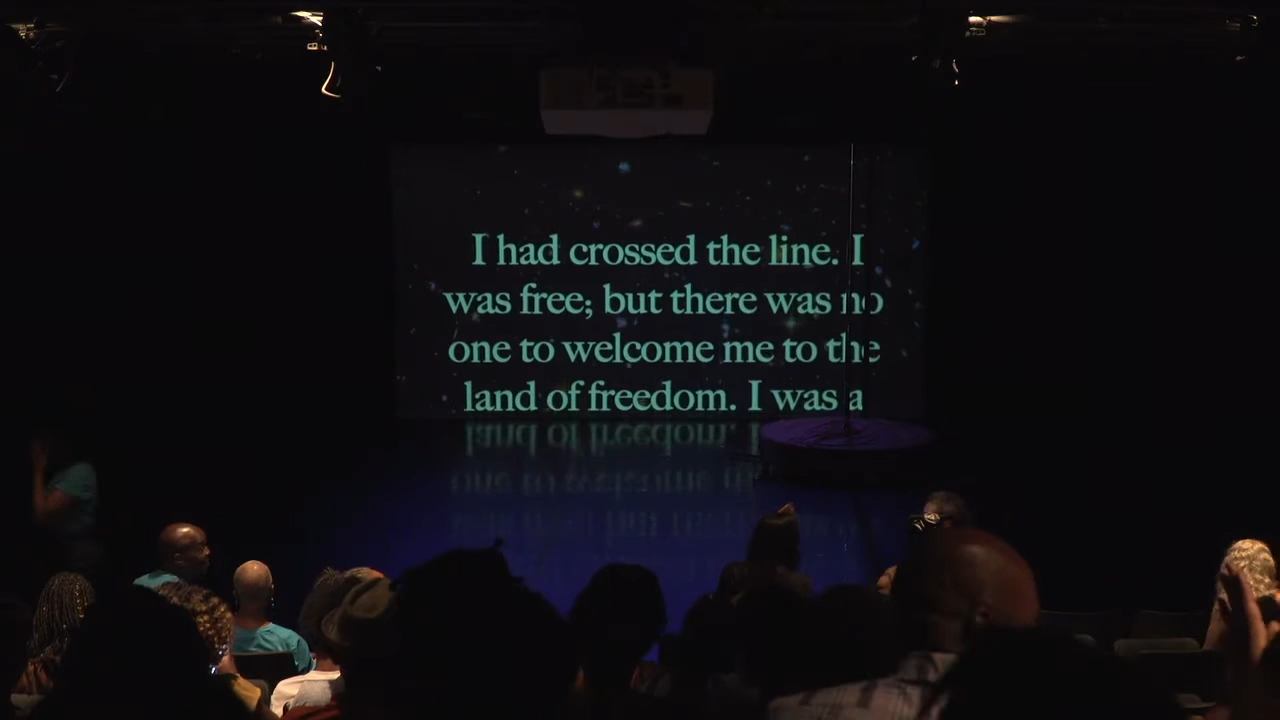 I had crossed the line. I
was free; but there was no
one to welcome me to the
land of freedom. I was a